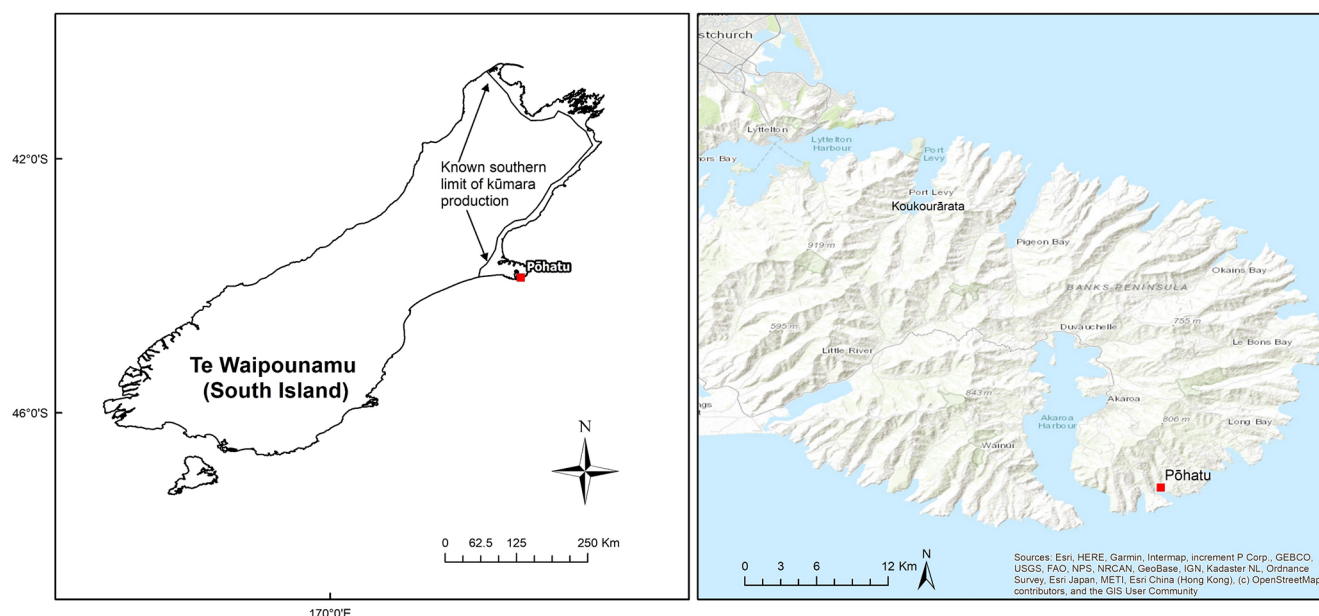 42°S
46°S
170°0'E
Known southern
limit of kūmara
production
Pōhatu
Te Waipounamu
(South Island)
N
0 62.5 125 250 Km
stchurch
Lyttelton
Lyttelton
Harbour
ors Bay
Port
Levy
Port Levy
Koukourārata
919 m
Pigeon Bay
Okains Bay
BANKS PENINSULA
595 m
755 m
Duvauchelle
Le Bons Bay
Little River
843 m
Akaroa
806 m
ngs
t
Akaroa
Harbour
Long Bay
Wainui
Pōhatu
N
0 3 6 12 Km
Sources: Esri, HERE, Garmin, Intermap, increment P Corp., GEBCO,
USGS, FAO, NPS, NRCAN, GeoBase, IGN, Kadaster NL, Ordnance
Survey, Esri Japan, METI, Esri China (Hong Kong), (c) OpenStreetMap
contributors, and the GIS User Community